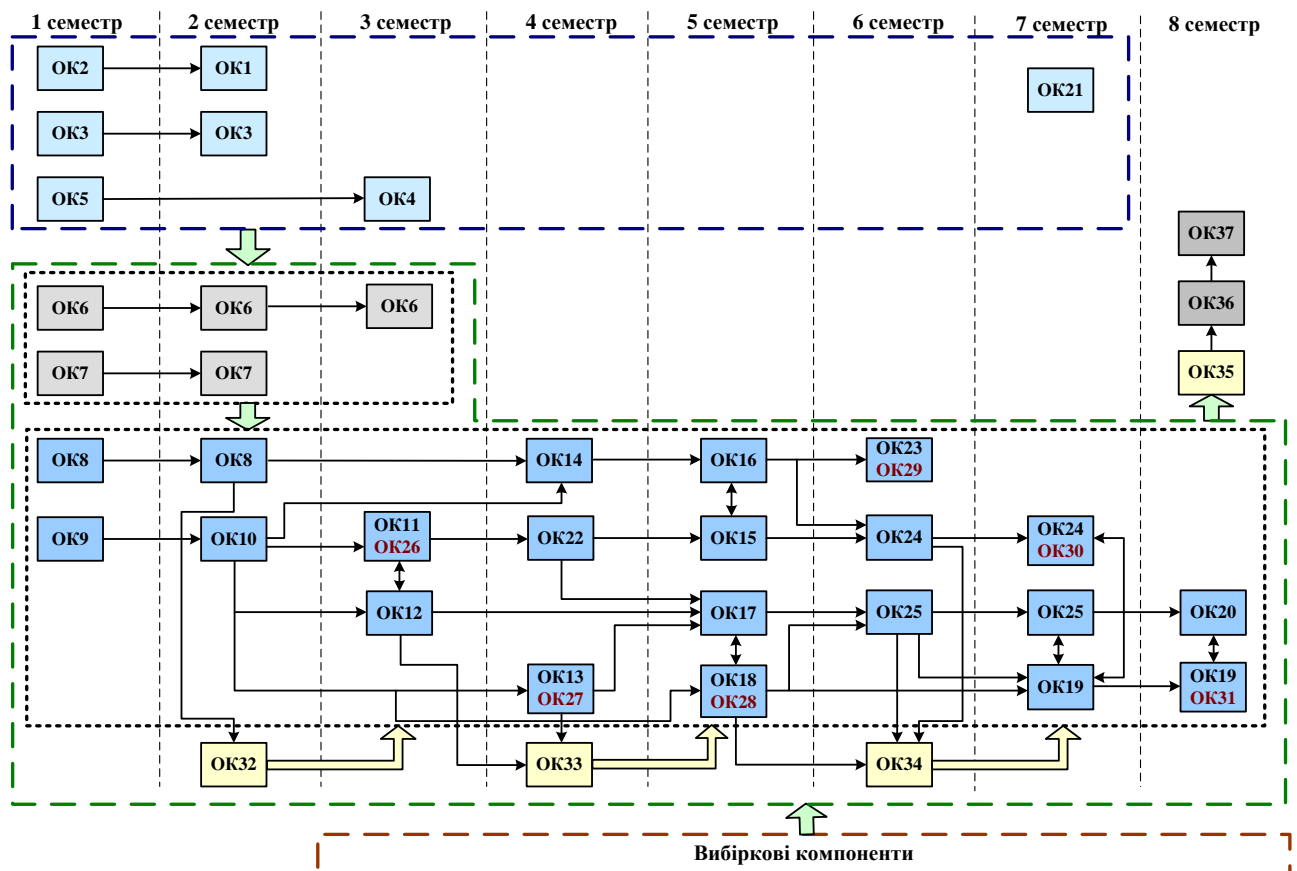 1 семестр
2 семестр
3 семестр
4 семестр
5 семестр
6 семестр
7 семестр
8 семестр
ОК2
ОК1
ОК21
ОК3
ОК3
ОК5
ОК4
ОК37
ОК6
ОК6
ОК6
ОК36
ОК7
ОК7
ОК35
ОК8
ОК8
ОК14
ОК16
ОК23
ОК29
ОК9
ОК10
ОК11
ОК26
ОК22
ОК15
ОК24
ОК24
ОК30
ОК12
ОК17
ОК25
ОК25
ОК20
ОК13
ОК27
ОК18
ОК28
ОК19
ОК19
ОК31
ОК32
ОК33
ОК34
Вибіркові компоненти